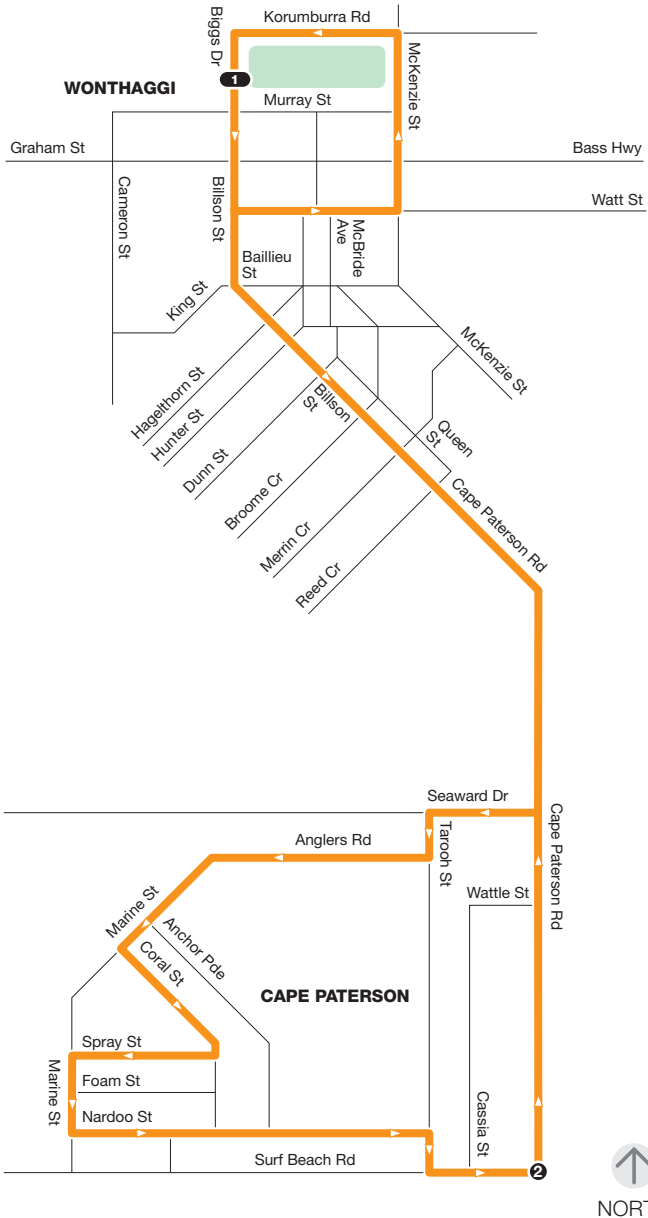 Korumburra Rd
Biggs Dr
McKenzie St
1
WONTHAGGI
Murray St
Graham St
Bass Hwy
Cameron St
Billson St
Watt St
McBride
Ave
Baillieu
St
King St
McKenzie St
Hagelthorn St
Hunter St
Billson
St
Dunn St
Queen
St
Broome Cr
Cape Paterson Rd
Merrin Cr
Reed Cr
Seaward Dr
Tarooh St
Cape Paterson Rd
Anglers Rd
Wattle St
Marine St
Anchor Pde
Coral St
CAPE PATERSON
Spray St
Marine St
Foam St
Cassia St
Nardoo St
Surf Beach Rd
2
NORT